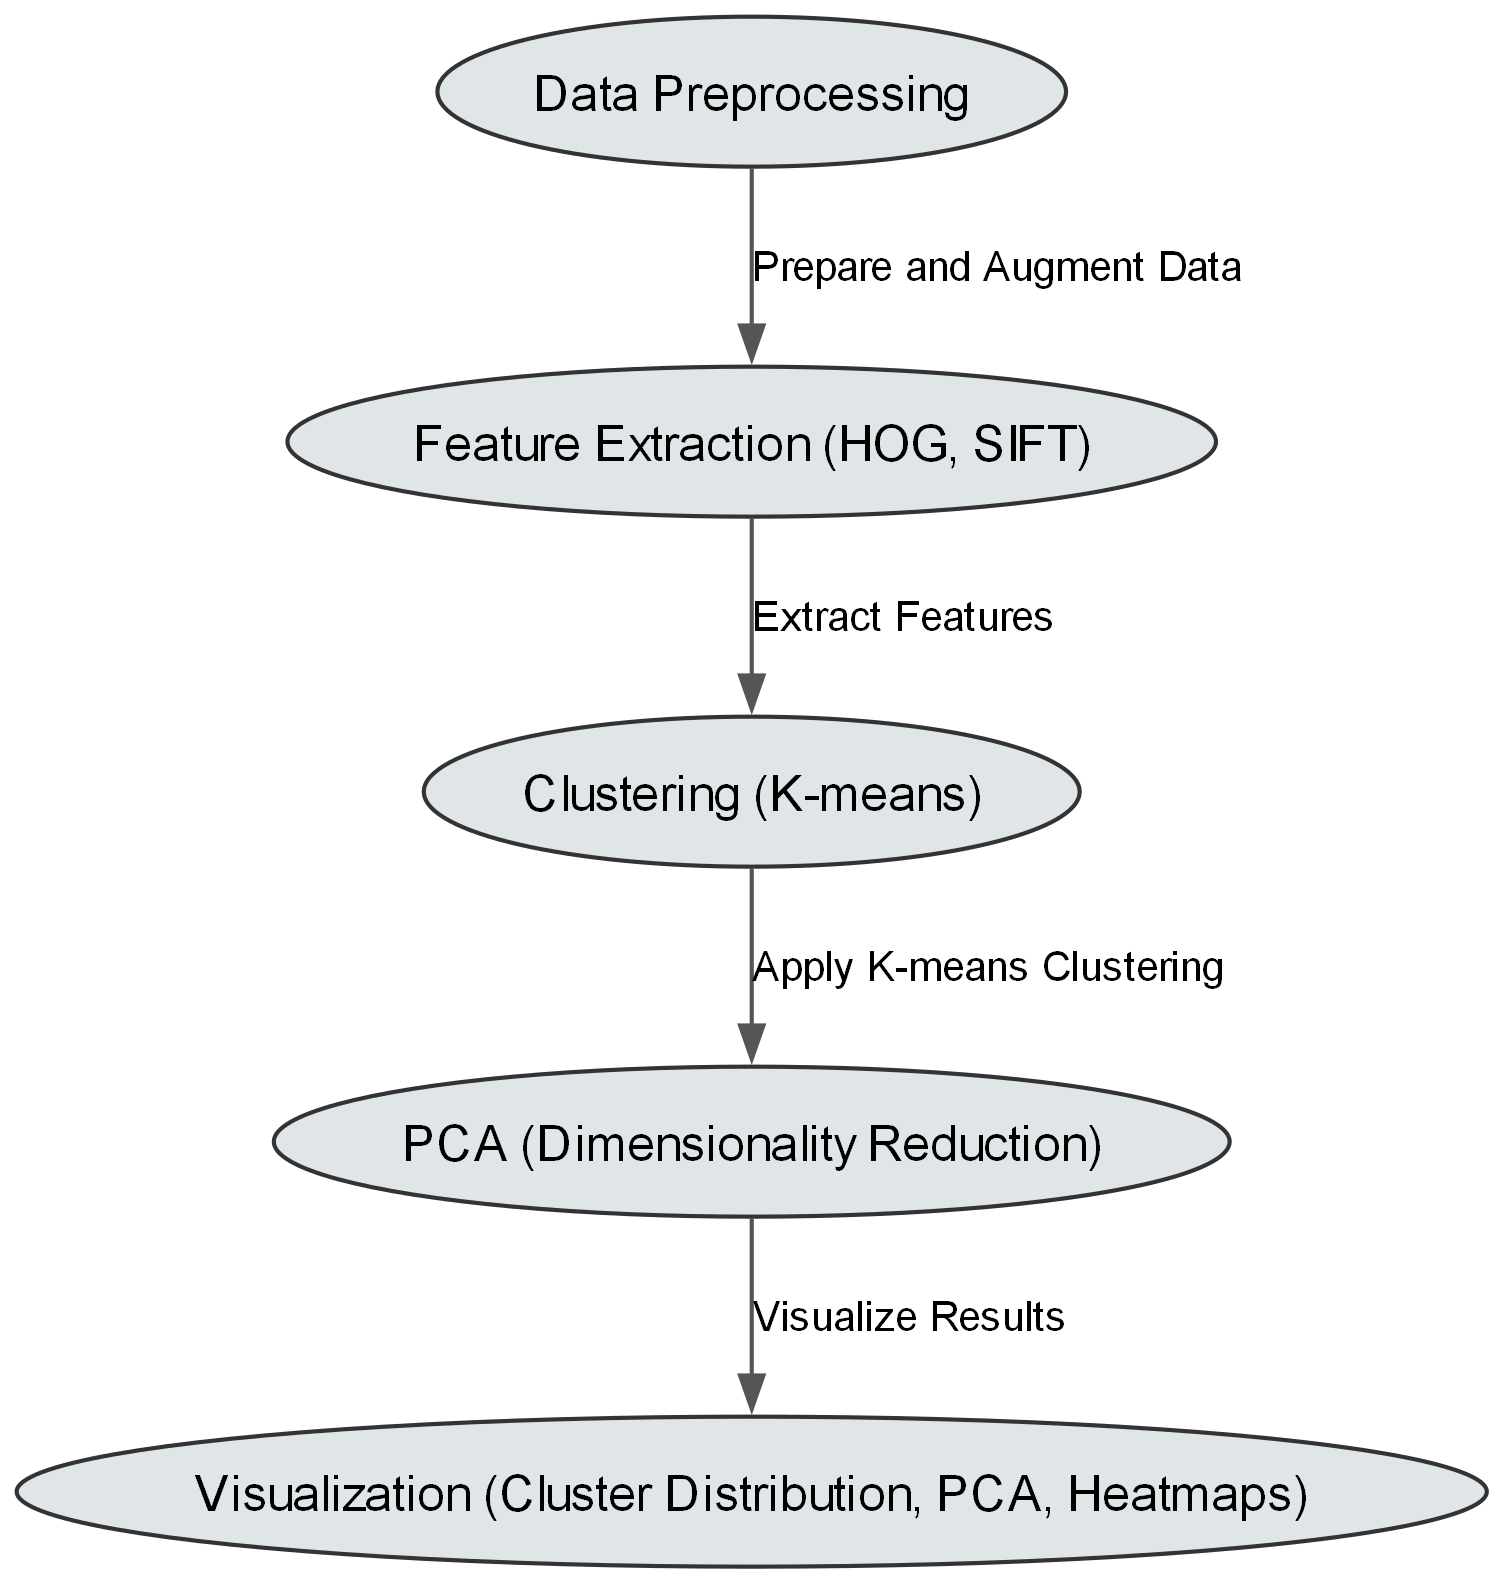 Data Preprocessing
Prepare and Augment Data
Feature Extraction (HOG, SIFT)
Extract Features
Clustering (K-means)
Apply K-means Clustering
PCA (Dimensionality Reduction)
Visualize Results
Visualization (Cluster Distribution, PCA, Heatmaps)